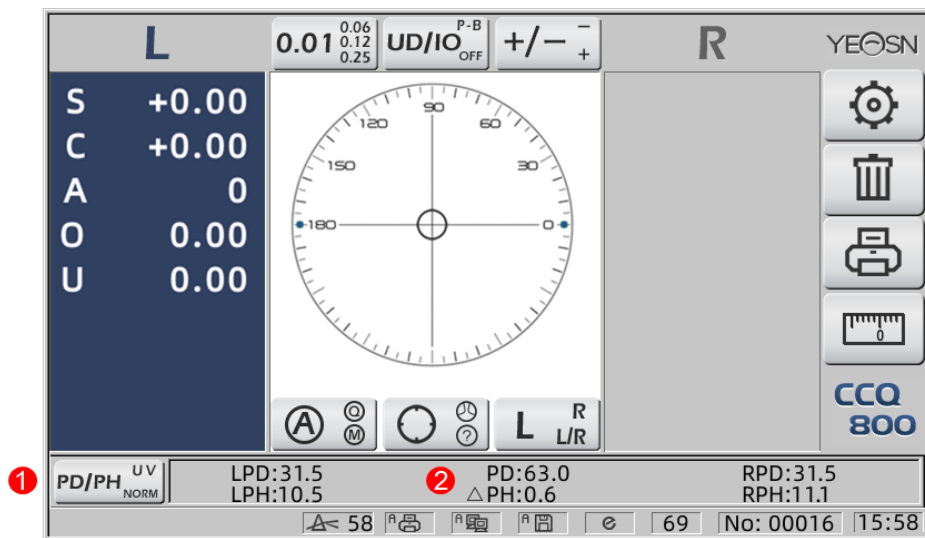 L
0.01 0.06
0.12
0.25
UD/IO P-B
OFF
+/− −
+
R
YEOSN
S +0.00
C +0.00
A 0
O 0.00
U 0.00
90
120 60
150 30
180 0
0
A Q
M
?
L R
L/R
CCQ
800
1
PD/PH UV
NORM
LPD:31.5 2 PD:63.0 RPD:31.5
LPH:10.5 △PH:0.6 RPH:11.1
A< 58 A A A e 69 No: 00016 15:58